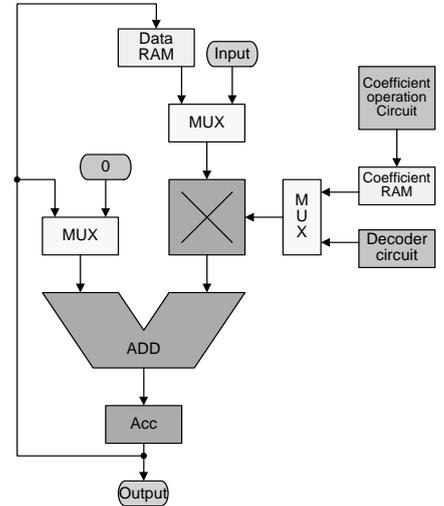 Data
RAM
Input
Coefficient
operation
Circuit
MUX
0
Coefficient
RAM
M
U
X
MUX
Decoder
circuit
ADD
Acc
Output